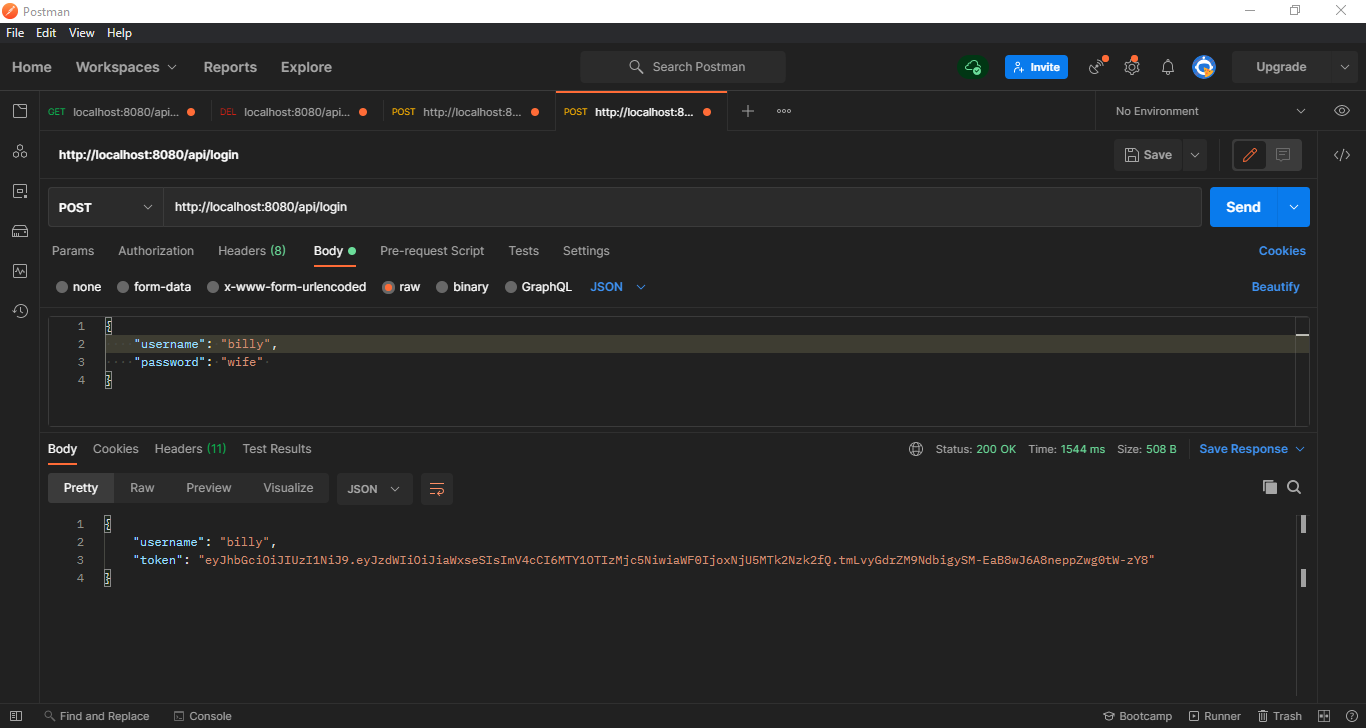 Postman
File Edit View Help
Home Workspaces Reports Explore Search Postman Invite Upgrade
GET localhost:8080/api... DEL localhost:8080/api... POST http://localhost:8... POST http://localhost:8... No Environment
http://localhost:8080/api/login Save
POST http://localhost:8080/api/login Send
Params Authorization Headers (8) Body Pre-request Script Tests Settings Cookies
none form-data x-www-form-urlencoded raw binary GraphQL JSON Beautify
1 {
2 "username": "billy",
3 "password": "wife"
4 }
Body Cookies Headers (11) Test Results Status: 200 OK Time: 1544 ms Size: 508 B Save Response
Pretty Raw Preview Visualize JSON
1 {
2 "username": "billy",
3 "token": "eyJhbGciOiJIUzI1NiJ9.eyJzdWIiOiJiaWxseSIsImV4cCI6MTY1OTIzMjc5NiwiaWF0IjoxNjU5MTk2Nzk2fQ.tmLvyGdrZM9NdbigySM-EaB8wJ6A8neppZwg0tW-zY8"
4 }
Find and Replace Console Bootcamp Runner Trash